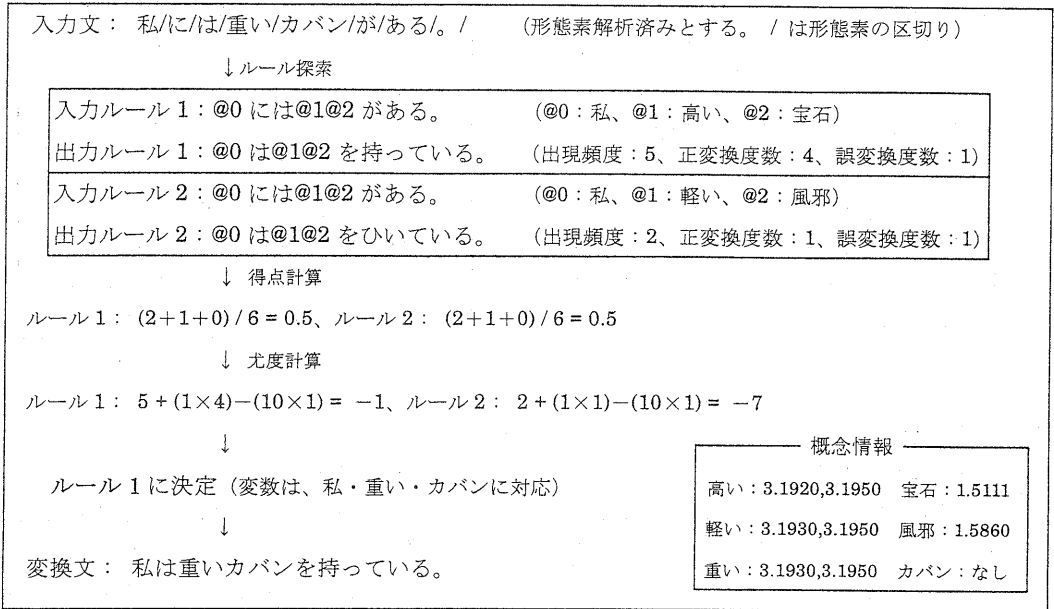 入力文： 私/に/は/重い/カバン/が/ある/。/ （形態素解析済みとする。 / は形態素の区切り）
↓ルール探索
入力ルール 1：@0 には@1@2 がある。 （@0：私、@1：高い、@2：宝石）
出力ルール 1：@0 は@1@2 を持っている。 （出現頻度：5、正変換度数：4、誤変換度数：1）
入力ルール 2：@0 には@1@2 がある。 （@0：私、@1：軽い、@2：風邪）
出力ルール 2：@0 は@1@2 をひいている。 （出現頻度：2、正変換度数：1、誤変換度数：1）
↓ 得点計算
ルール 1： (2+1+0) / 6 = 0.5、ルール 2： (2+1+0) / 6 = 0.5
↓ 尤度計算
ルール 1： 5 + (1×4)−(10×1) = −1、ルール 2： 2 + (1×1)−(10×1) = −7
↓
ルール 1 に決定（変数は、私・重い・カバンに対応）
↓
変換文： 私は重いカバンを持っている。
概念情報
高い：3.1920,3.1950 宝石：1.5111
軽い：3.1930,3.1950 風邪：1.5860
重い：3.1930,3.1950 カバン：なし